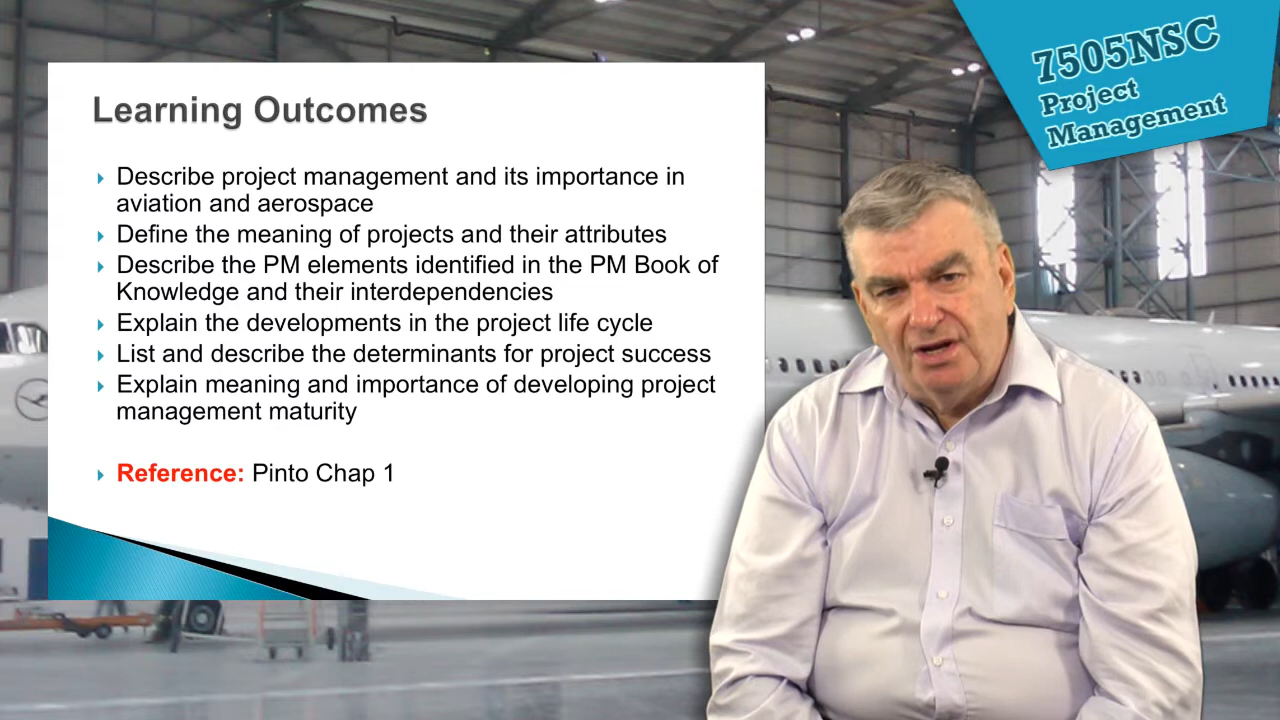 Learning Outcomes
Describe project management and its importance in
aviation and aerospace
Define the meaning of projects and their attributes
Describe the PM elements identified in the PM Book of
Knowledge and their interdependencies
Explain the developments in the project life cycle
List and describe the determinants for project success
Explain meaning and importance of developing project
management maturity
Reference: Pinto Chap 1
7505NSC
Project
Management